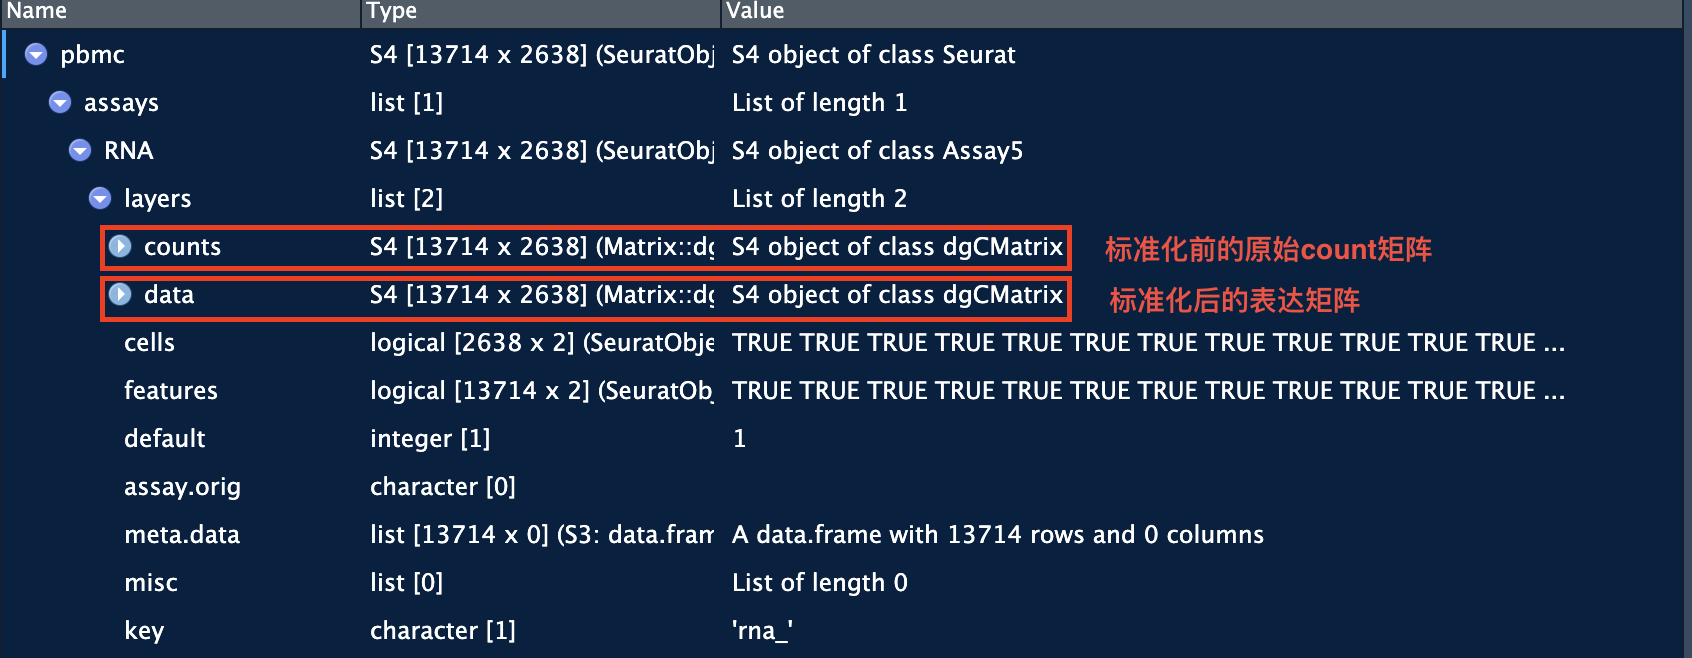 Name Type Value
pbmc S4 [13714 x 2638] (SeuratObj S4 object of class Seurat
assays list [1] List of length 1
RNA S4 [13714 x 2638] (SeuratObj S4 object of class Assay5
layers list [2] List of length 2
counts S4 [13714 x 2638] (Matrix::dg S4 object of class dgCMatrix 标准化前的原始count矩阵
data S4 [13714 x 2638] (Matrix::dg S4 object of class dgCMatrix 标准化后的表达矩阵
cells logical [2638 x 2] (SeuratObje TRUE TRUE TRUE TRUE TRUE TRUE TRUE TRUE TRUE TRUE TRUE TRUE ...
features logical [13714 x 2] (SeuratOb TRUE TRUE TRUE TRUE TRUE TRUE TRUE TRUE TRUE TRUE TRUE TRUE ...
default integer [1] 1
assay.orig character [0]
meta.data list [13714 x 0] (S3: data.fram A data.frame with 13714 rows and 0 columns
misc list [0] List of length 0
key character [1] 'rna_'